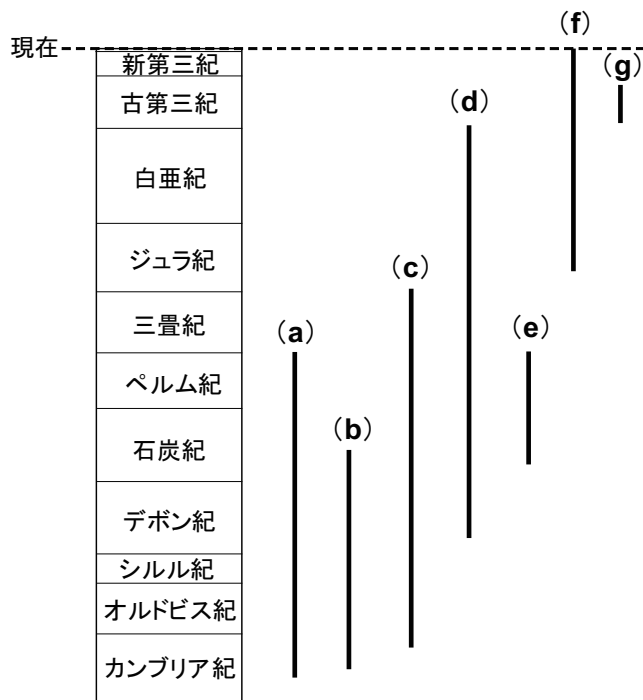 現在
新第三紀
古第三紀
白亜紀
ジュラ紀
三畳紀
ペルム紀
石炭紀
デボン紀
シルル紀
オルドビス紀
カンブリア紀
（a）
（b）
（c）
（d）
（e）
（f）
（g）